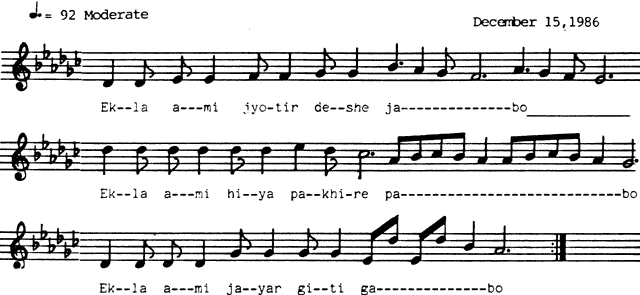 ♩. = 92 Moderate
December 15,1986
Ek--la a---mi jyo-tir de--she ja--------------bo_____________
Ek--la a---mi hi--ya pa--khi-re pa----------------------------bo
Ek--la a---mi ja--yar gi--ti ga--------------bo